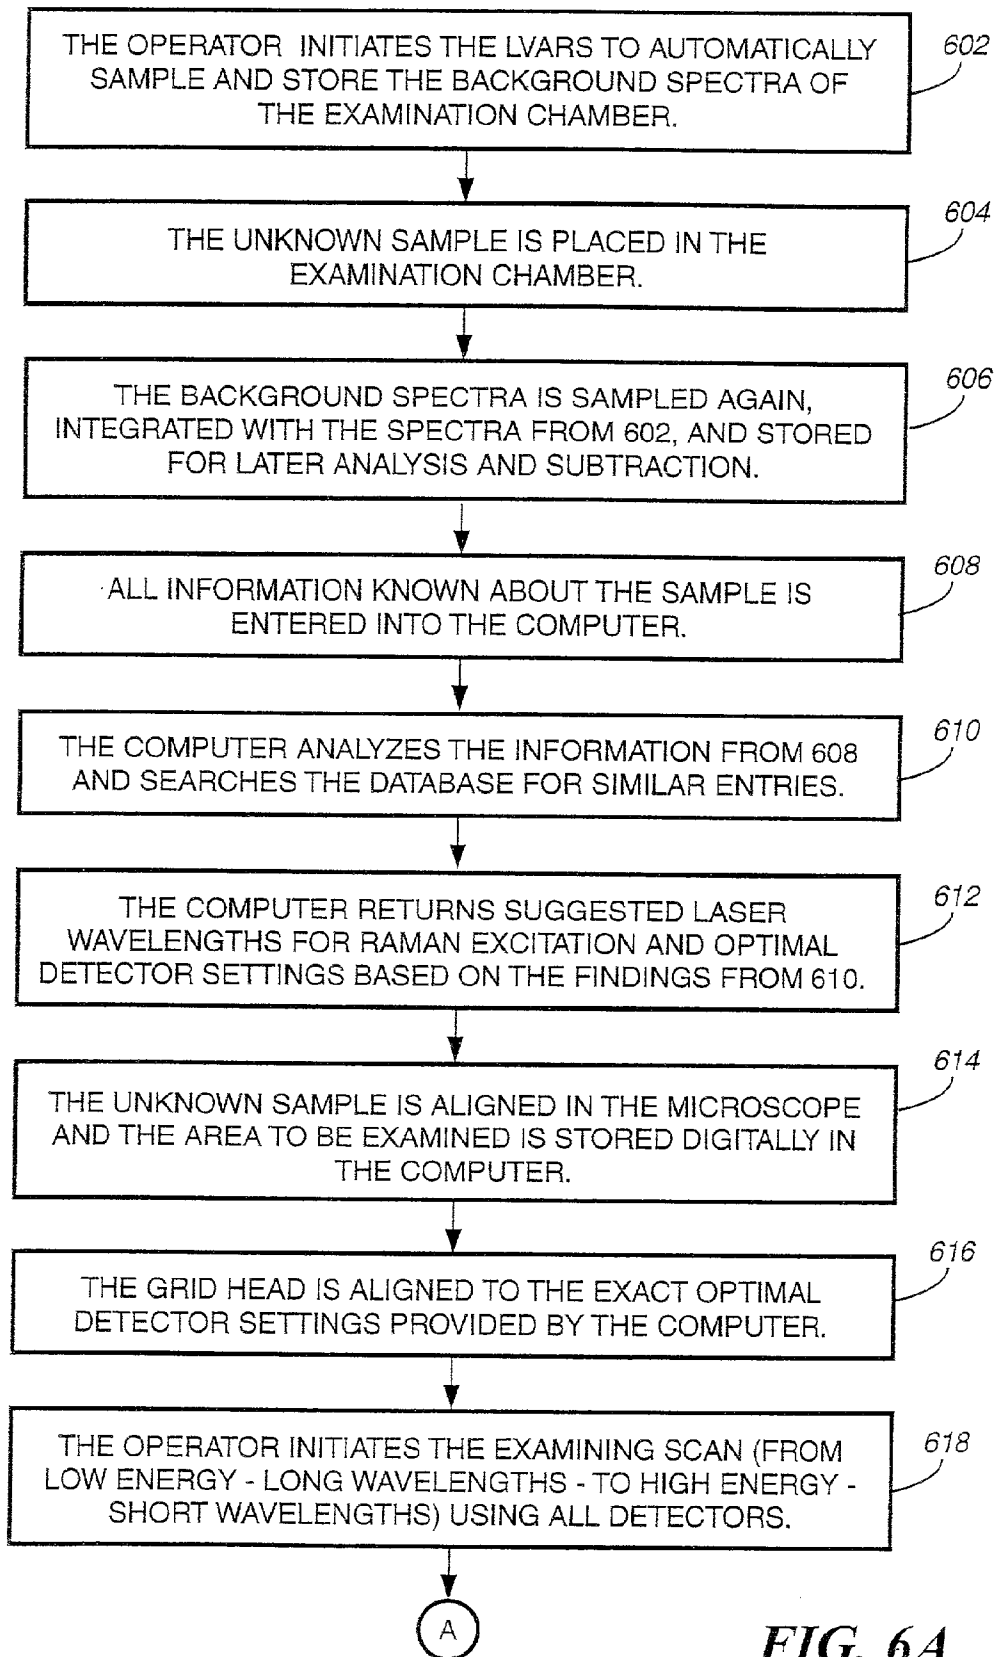 THE OPERATOR INITIATES THE LVARS TO AUTOMATICALLY
SAMPLE AND STORE THE BACKGROUND SPECTRA OF
THE EXAMINATION CHAMBER.
602
THE UNKNOWN SAMPLE IS PLACED IN THE
EXAMINATION CHAMBER.
604
THE BACKGROUND SPECTRA IS SAMPLED AGAIN,
INTEGRATED WITH THE SPECTRA FROM 602, AND STORED
FOR LATER ANALYSIS AND SUBTRACTION.
606
ALL INFORMATION KNOWN ABOUT THE SAMPLE IS
ENTERED INTO THE COMPUTER.
608
THE COMPUTER ANALYZES THE INFORMATION FROM 608
AND SEARCHES THE DATABASE FOR SIMILAR ENTRIES.
610
THE COMPUTER RETURNS SUGGESTED LASER
WAVELENGTHS FOR RAMAN EXCITATION AND OPTIMAL
DETECTOR SETTINGS BASED ON THE FINDINGS FROM 610.
612
THE UNKNOWN SAMPLE IS ALIGNED IN THE MICROSCOPE
AND THE AREA TO BE EXAMINED IS STORED DIGITALLY IN
THE COMPUTER.
614
THE GRID HEAD IS ALIGNED TO THE EXACT OPTIMAL
DETECTOR SETTINGS PROVIDED BY THE COMPUTER.
616
THE OPERATOR INITIATES THE EXAMINING SCAN (FROM
LOW ENERGY - LONG WAVELENGTHS - TO HIGH ENERGY -
SHORT WAVELENGTHS) USING ALL DETECTORS.
618
A
FIG. 6A